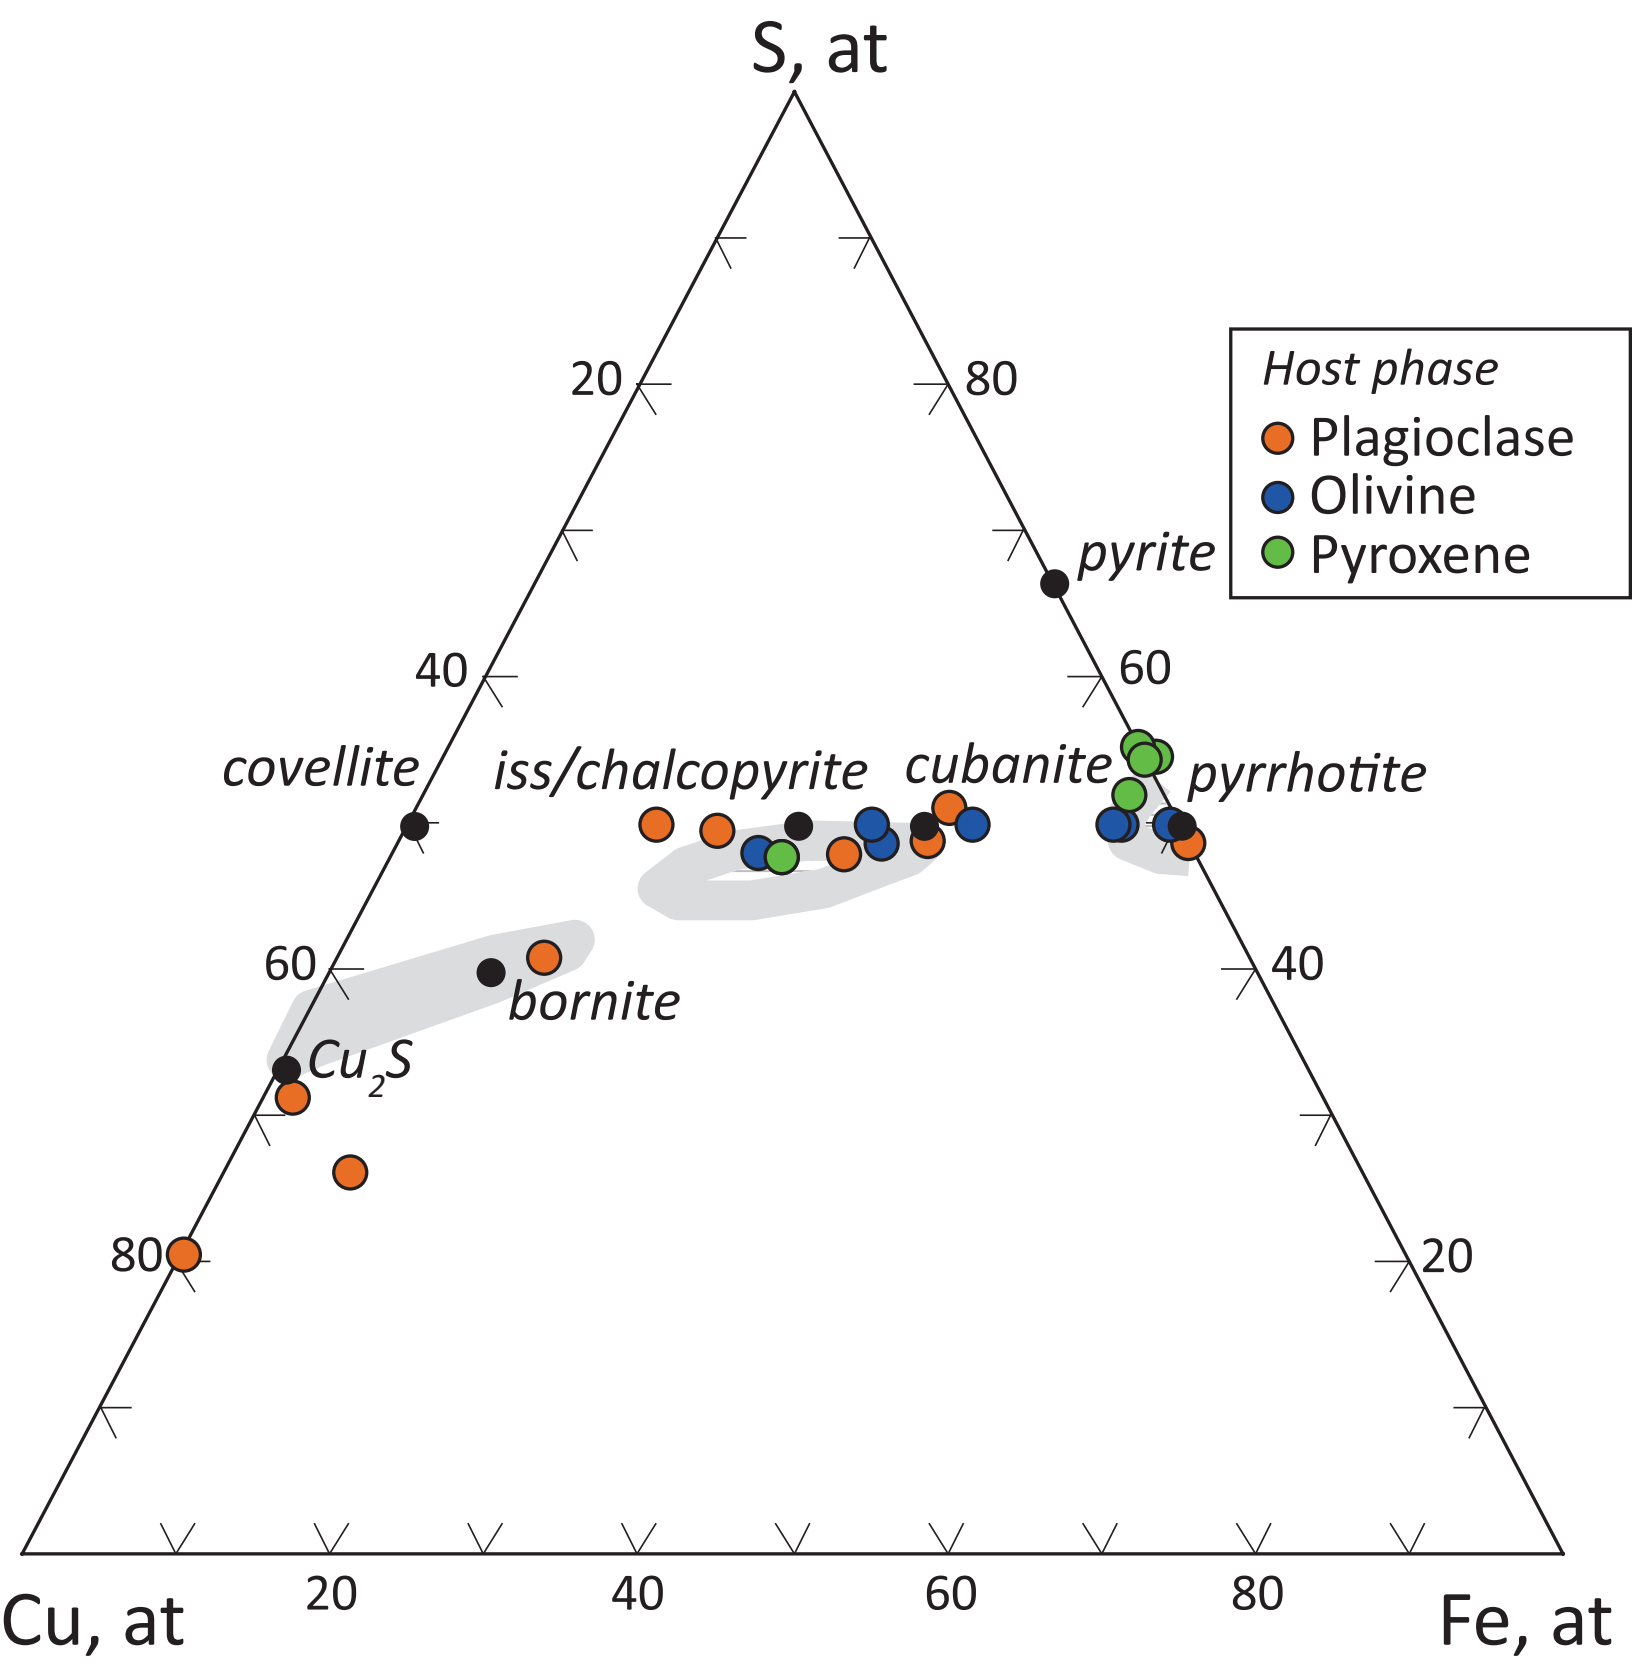 S, at
20
80
Host phase
Plagioclase
Olivine
Pyroxene
pyrite
40
60
covellite
iss/chalcopyrite
cubanite
pyrrhotite
60
40
bornite
Cu₂S
80
20
20
40
60
80
Cu, at
Fe, at